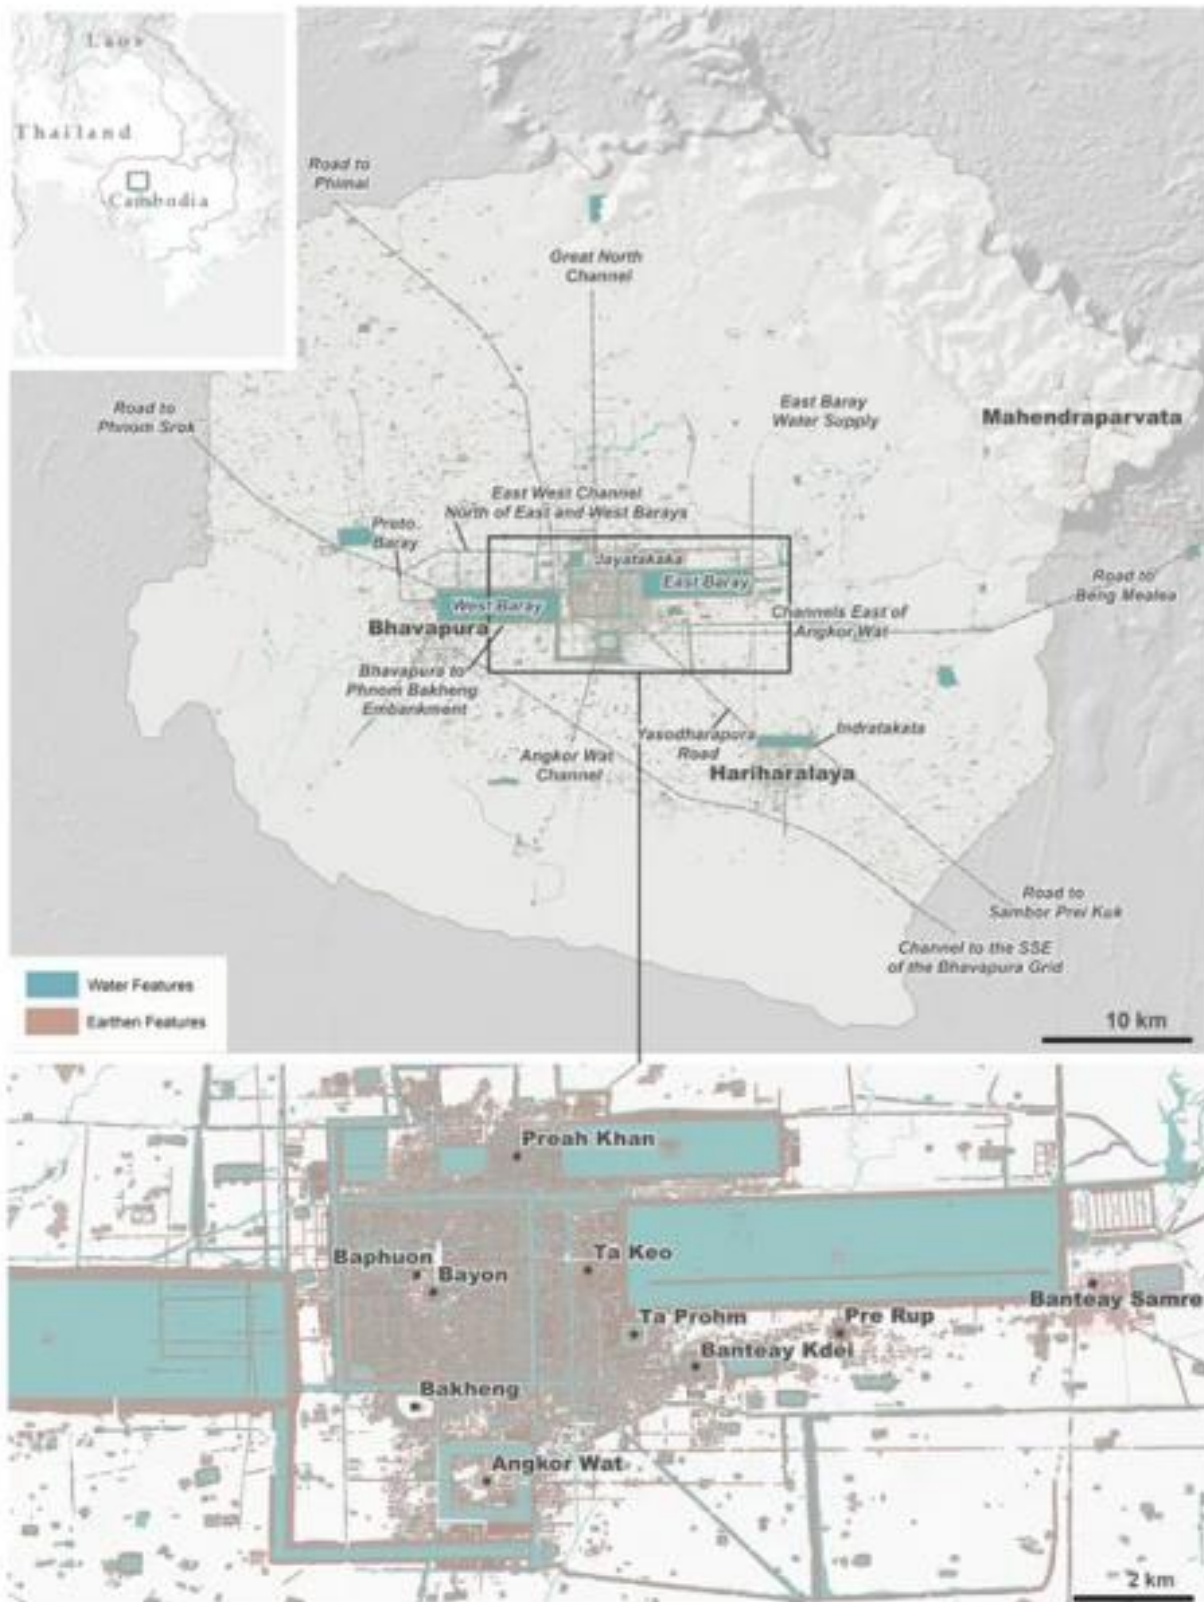 Laos
Thailand
Cambodia
Road to
Phimai
Great North
Channel
Road to
Phnom Srok
East Baray
Water Supply
Mahendraparvata
East West Channel
North of East and West Barays
Proto.
Baray
Jayatakaka
East Baray
West Baray
Road to
Beng Mealea
Channels East of
Angkor Wat
Bhavapura
Bhavapura to
Phnom Bakheng
Embankment
Yasodharapora
Road
Indratakata
Angkor Wat
Channel
Hariharalaya
Road to
Sambor Prei Kuk
Channel to the SSE
of the Bhavapura Grid
Water Features
Earthen Features
10 km
Preah Khan
Baphuon
Bayon
Ta Keo
Banteay Samre
Ta Prohm
Pre Rup
Banteay Kdei
Bakheng
Angkor Wat
2 km